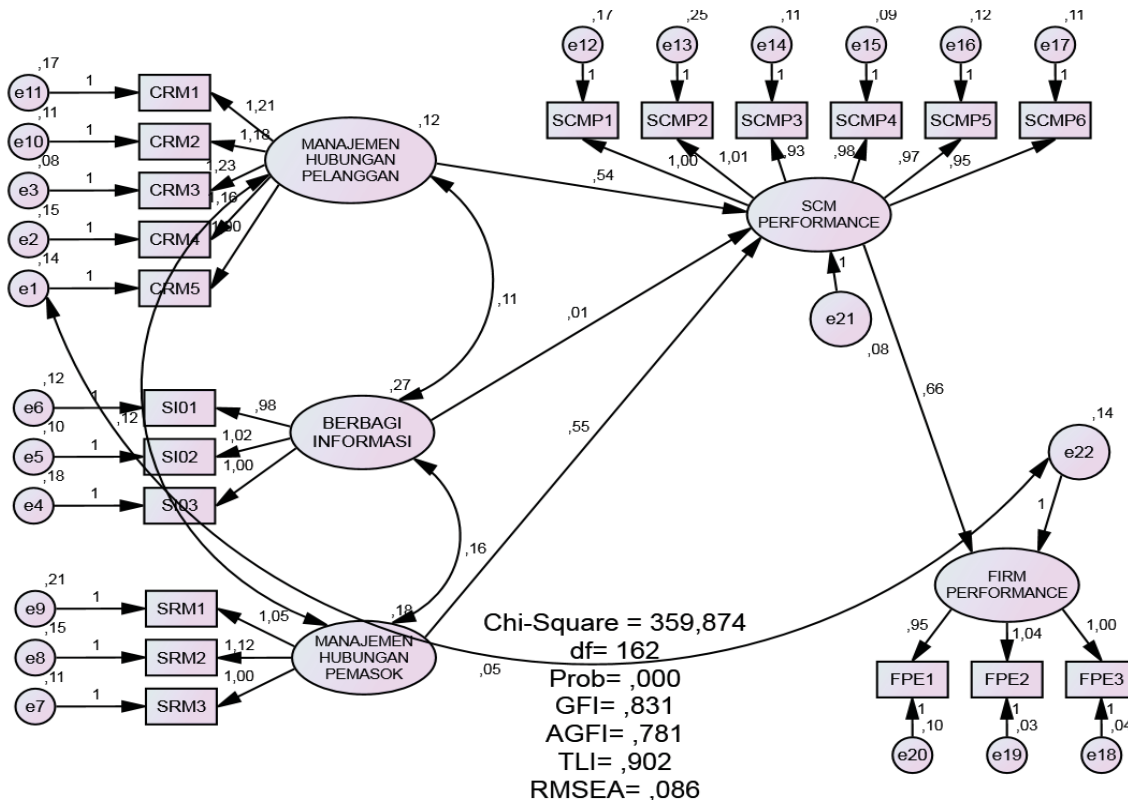 ,17
e11
1
CRM1
1,21
,11
e10
1
CRM2
1,18
,08
e3
1
CRM3
1,23
,15
e2
1
CRM4
1,16
,14
e1
1
CRM5
1,00
MANAJEMEN
HUBUNGAN
PELANGGAN
,12
,54
,11
,12
e6
1
SI01
,98
,10
e5
1
SI02
1,02
,18
e4
1
SI03
1,00
,12
BERBAGI
INFORMASI
,27
,01
,16
,21
e9
1
SRM1
1,05
,15
e8
1
SRM2
1,12
,11
e7
1
SRM3
1,00
MANAJEMEN
HUBUNGAN
PEMASOK
,18
,55
,05
,17
e12
1
SCMP1
1,00
,25
e13
1
SCMP2
1,01
,11
e14
1
SCMP3
,93
,09
e15
1
SCMP4
,98
,12
e16
1
SCMP5
,97
,11
e17
1
SCMP6
,95
SCM
PERFORMANCE
1
e21
,08
,66
,14
e22
1
FIRM
PERFORMANCE
,95
1,04
1,00
FPE1
FPE2
FPE3
1
,10
1
,03
1
,04
e20
e19
e18
Chi-Square = 359,874
df= 162
Prob= ,000
GFI= ,831
AGFI= ,781
TLI= ,902
RMSEA= ,086